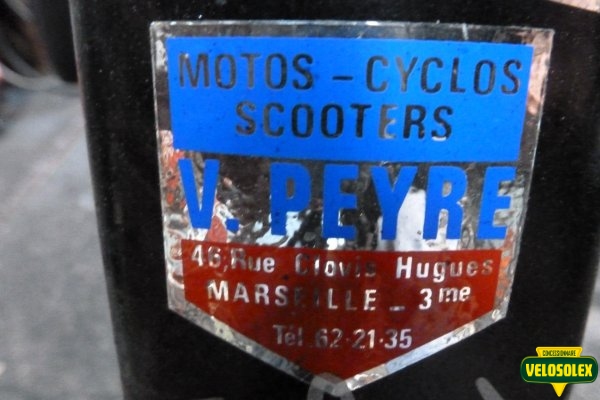 MOTOS - CYCLOS
SCOOTERS
V. PEYRE
46, Rue Clovis Hugues
MARSEILLE - 3me
Tél. 62-21-35
CONCESSIONNAIRE
VELOSOLEX